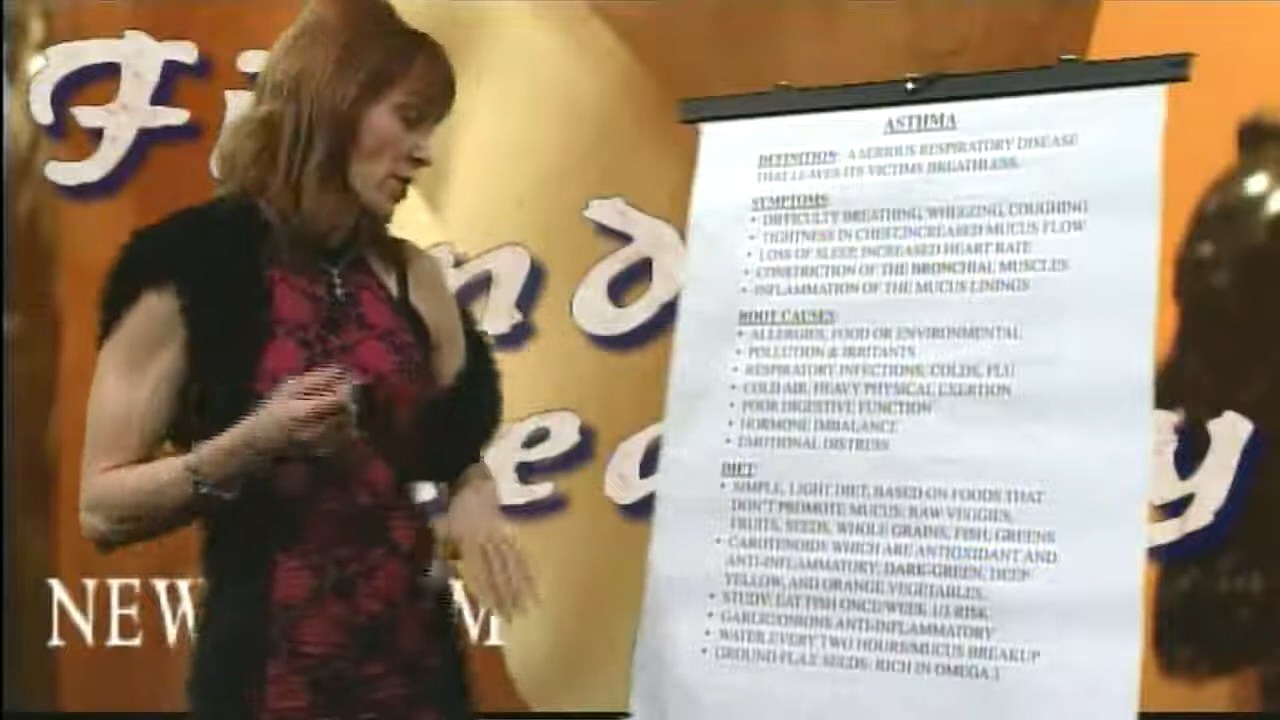 Fi nd
ea y
NEW M
ASTHMA
DEFINITION: A SERIOUS RESPIRATORY DISEASE
THAT LEAVES ITS VICTIMS BREATHLESS.
SYMPTOMS:
• DIFFICULTY BREATHING, WHEEZING, COUGHING
• TIGHTNESS IN CHEST,INCREASED MUCUS FLOW
• LOSS OF SLEEP, INCREASED HEART RATE
• CONSTRICTION OF THE BRONCHIAL MUSCLES
• INFLAMMATION OF THE MUCUS LININGS
ROOT CAUSES:
• ALLERGIES, FOOD OR ENVIRONMENTAL
• POLLUTION & IRRITANTS
• RESPIRATORY INFECTIONS, COLDS, FLU
• COLD AIR, HEAVY PHYSICAL EXERTION
• POOR DIGESTIVE FUNCTION
• HORMONE IMBALANCE
• EMOTIONAL DISTRESS
DIET:
• SIMPLE, LIGHT DIET, BASED ON FOODS THAT
DON'T PROMOTE MUCUS: RAW VEGGIES,
FRUITS, SEEDS, WHOLE GRAINS, FISH, GREENS
• CAROTENOIDS WHICH ARE ANTIOXIDANT AND
ANTI-INFLAMMATORY, DARK-GREEN, DEEP
YELLOW, AND ORANGE VEGETABLES.
• STUDY, EAT FISH ONCE/WEEK 1/3 RISK
• GARLIC/ONIONS ANTI-INFLAMMATORY
• WATER EVERY TWO HOURS/MUCUS BREAKUP
• GROUND FLAX SEEDS: RICH IN OMEGA 3